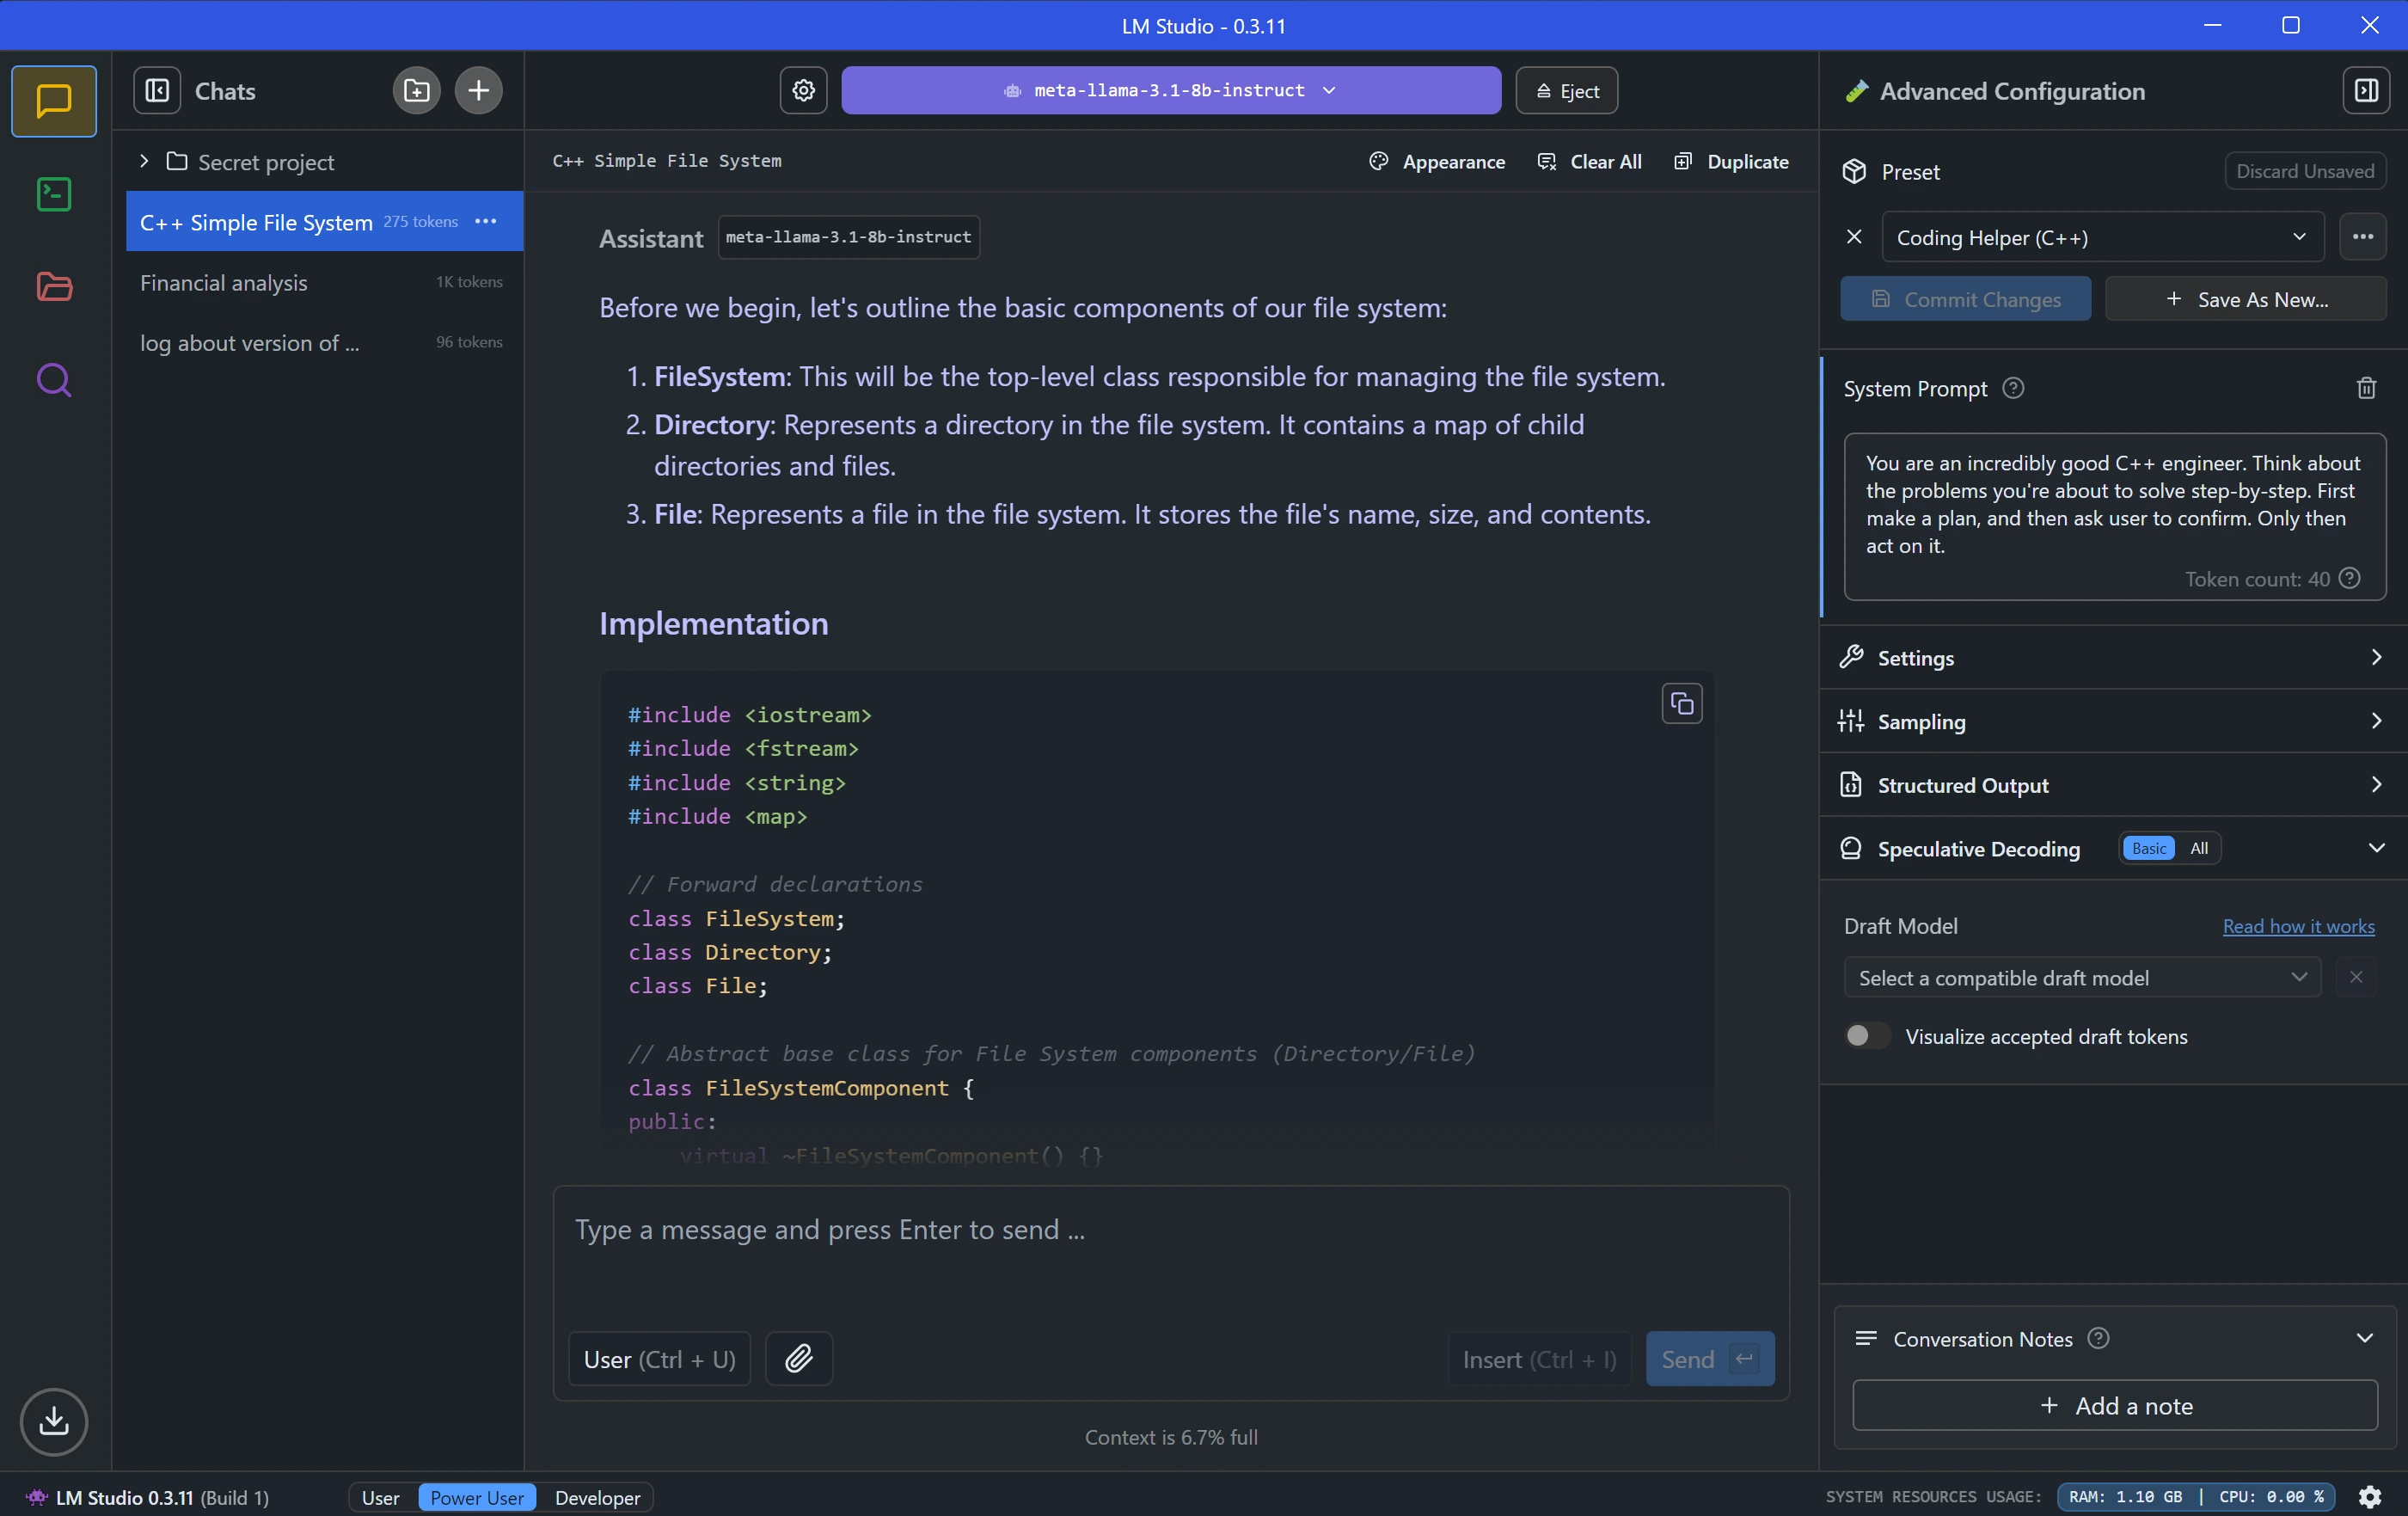 LM Studio - 0.3.11
Chats
Secret project
C++ Simple File System 275 tokens
Financial analysis 1K tokens
log about version of ... 96 tokens
meta-llama-3.1-8b-instruct
Eject
C++ Simple File System
Appearance
Clear All
Duplicate
Assistant meta-llama-3.1-8b-instruct
Before we begin, let's outline the basic components of our file system:
1. FileSystem: This will be the top-level class responsible for managing the file system.
2. Directory: Represents a directory in the file system. It contains a map of child
directories and files.
3. File: Represents a file in the file system. It stores the file's name, size, and contents.
Implementation
#include <iostream>
#include <fstream>
#include <string>
#include <map>
// Forward declarations
class FileSystem;
class Directory;
class File;
// Abstract base class for File System components (Directory/File)
class FileSystemComponent {
public:
virtual ~FileSystemComponent() {}
Type a message and press Enter to send ...
User (Ctrl + U)
Insert (Ctrl + I)
Send
Context is 6.7% full
Advanced Configuration
Preset
Discard Unsaved
Coding Helper (C++)
Commit Changes
+ Save As New...
System Prompt
You are an incredibly good C++ engineer. Think about
the problems you're about to solve step-by-step. First
make a plan, and then ask user to confirm. Only then
act on it.
Token count: 40
Settings
Sampling
Structured Output
Speculative Decoding Basic All
Draft Model Read how it works
Select a compatible draft model
Visualize accepted draft tokens
Conversation Notes
+ Add a note
LM Studio 0.3.11 (Build 1)
User Power User Developer
SYSTEM RESOURCES USAGE: RAM: 1.10 GB | CPU: 0.00 %